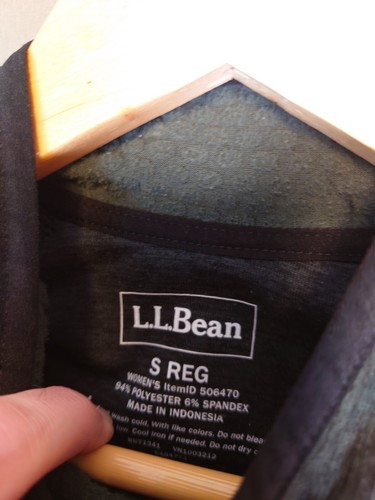 L.L.Bean
S REG
WOMEN'S ItemID 506470
94% POLYESTER 6% SPANDEX
MADE IN INDONESIA
wash cold. With like colors. Do not blea
Cool iron if needed. Do not dry c
VN1003212